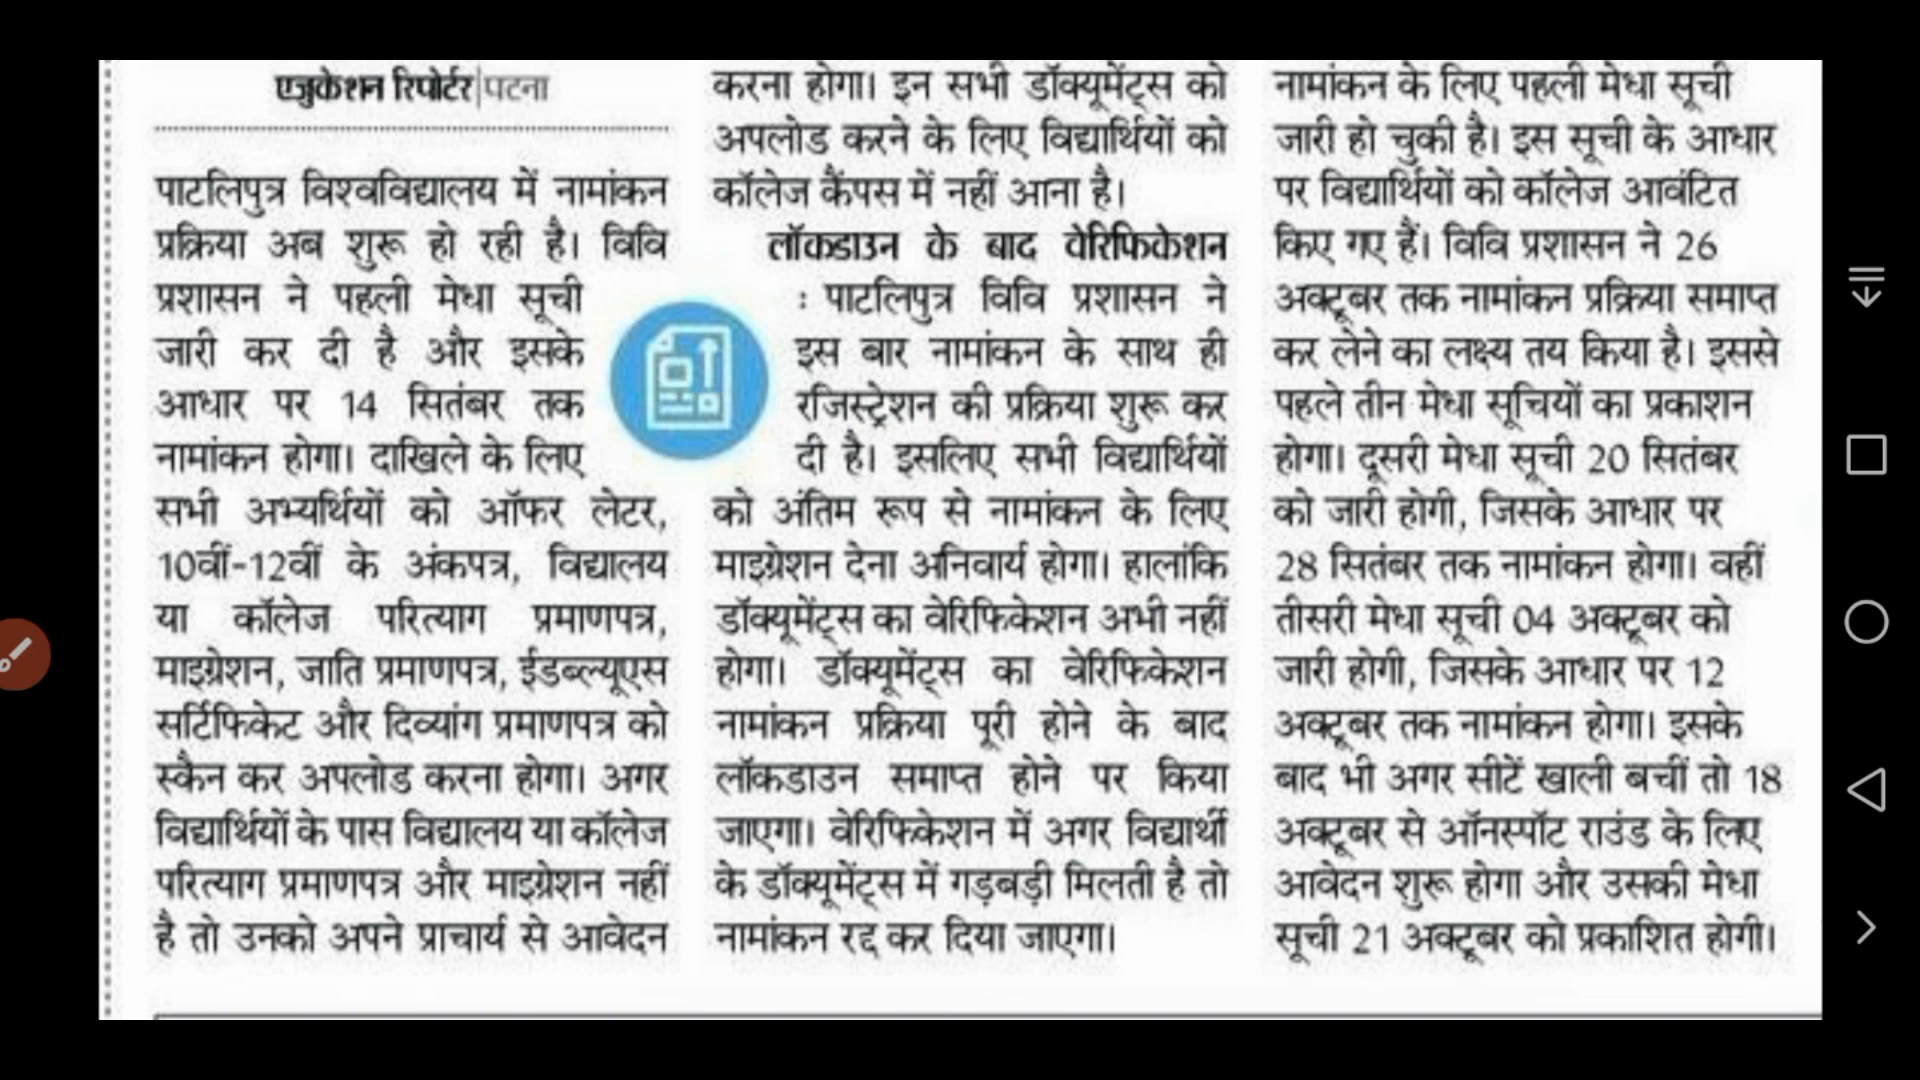 एजुकेशन रिपोर्टर|पटना
पाटलिपुत्र विश्वविद्यालय में नामांकन
प्रक्रिया अब शुरू हो रही है। विवि
प्रशासन ने पहली मेधा सूची
जारी कर दी है और इसके
आधार पर 14 सितंबर तक
नामांकन होगा। दाखिले के लिए
सभी अभ्यर्थियों को ऑफर लेटर,
10वीं-12वीं के अंकपत्र, विद्यालय
या कॉलेज परित्याग प्रमाणपत्र,
माइग्रेशन, जाति प्रमाणपत्र, ईडब्ल्यूएस
सर्टिफिकेट और दिव्यांग प्रमाणपत्र को
स्कैन कर अपलोड करना होगा। अगर
विद्यार्थियों के पास विद्यालय या कॉलेज
परित्याग प्रमाणपत्र और माइग्रेशन नहीं
है तो उनको अपने प्राचार्य से आवेदन
करना होगा। इन सभी डॉक्यूमेंट्स को
अपलोड करने के लिए विद्यार्थियों को
कॉलेज कैंपस में नहीं आना है।
लॉकडाउन के बाद वेरिफिकेशन
: पाटलिपुत्र विवि प्रशासन ने
इस बार नामांकन के साथ ही
रजिस्ट्रेशन की प्रक्रिया शुरू कर
दी है। इसलिए सभी विद्यार्थियों
को अंतिम रूप से नामांकन के लिए
माइग्रेशन देना अनिवार्य होगा। हालांकि
डॉक्यूमेंट्स का वेरिफिकेशन अभी नहीं
होगा। डॉक्यूमेंट्स का वेरिफिकेशन
नामांकन प्रक्रिया पूरी होने के बाद
लॉकडाउन समाप्त होने पर किया
जाएगा। वेरिफिकेशन में अगर विद्यार्थी
के डॉक्यूमेंट्स में गड़बड़ी मिलती है तो
नामांकन रद्द कर दिया जाएगा।
नामांकन के लिए पहली मेधा सूची
जारी हो चुकी है। इस सूची के आधार
पर विद्यार्थियों को कॉलेज आवंटित
किए गए हैं। विवि प्रशासन ने 26
अक्टूबर तक नामांकन प्रक्रिया समाप्त
कर लेने का लक्ष्य तय किया है। इससे
पहले तीन मेधा सूचियों का प्रकाशन
होगा। दूसरी मेधा सूची 20 सितंबर
को जारी होगी, जिसके आधार पर
28 सितंबर तक नामांकन होगा। वहीं
तीसरी मेधा सूची 04 अक्टूबर को
जारी होगी, जिसके आधार पर 12
अक्टूबर तक नामांकन होगा। इसके
बाद भी अगर सीटें खाली बचीं तो 18
अक्टूबर से ऑनस्पॉट राउंड के लिए
आवेदन शुरू होगा और उसकी मेधा
सूची 21 अक्टूबर को प्रकाशित होगी।